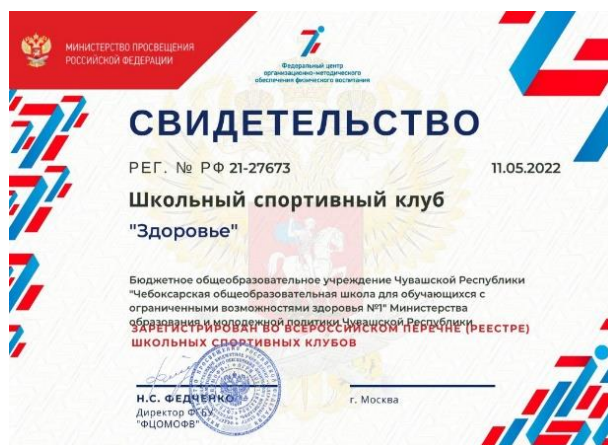 МИНИСТЕРСТВО ПРОСВЕЩЕНИЯ
РОССИЙСКОЙ ФЕДЕРАЦИИ
Федеральный центр
организационно-методического
обеспечения физического воспитания
СВИДЕТЕЛЬСТВО
РЕГ. № РФ 21-27673
11.05.2022
Школьный спортивный клуб
"Здоровье"
Бюджетное общеобразовательное учреждение Чувашской Республики
"Чебоксарская общеобразовательная школа для обучающихся с
ограниченными возможностями здоровья №1" Министерства
образования и молодежной политики Чувашской Республики
ЗАРЕГИСТРИРОВАН ВО ВСЕРОССИЙСКОМ ПЕРЕЧНЕ (РЕЕСТРЕ)
ШКОЛЬНЫХ СПОРТИВНЫХ КЛУБОВ
Н.С. ФЕДЧЕНКО
Директор ФГБУ
"ФЦОМОФВ"
г. Москва